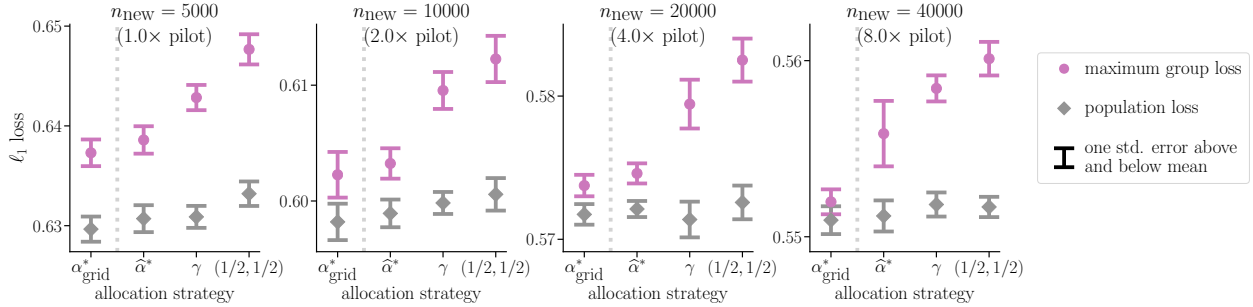 n_new = 5000
(1.0× pilot)
n_new = 10000
(2.0× pilot)
n_new = 20000
(4.0× pilot)
n_new = 40000
(8.0× pilot)
ℓ₁ loss
0.65
0.64
0.63
0.61
0.60
0.58
0.57
0.56
0.55
α*_grid
α̂*
γ
(1/2, 1/2)
allocation strategy
α*_grid
α̂*
γ
(1/2, 1/2)
allocation strategy
α*_grid
α̂*
γ
(1/2, 1/2)
allocation strategy
α*_grid
α̂*
γ
(1/2, 1/2)
allocation strategy
maximum group loss
population loss
one std. error above
and below mean